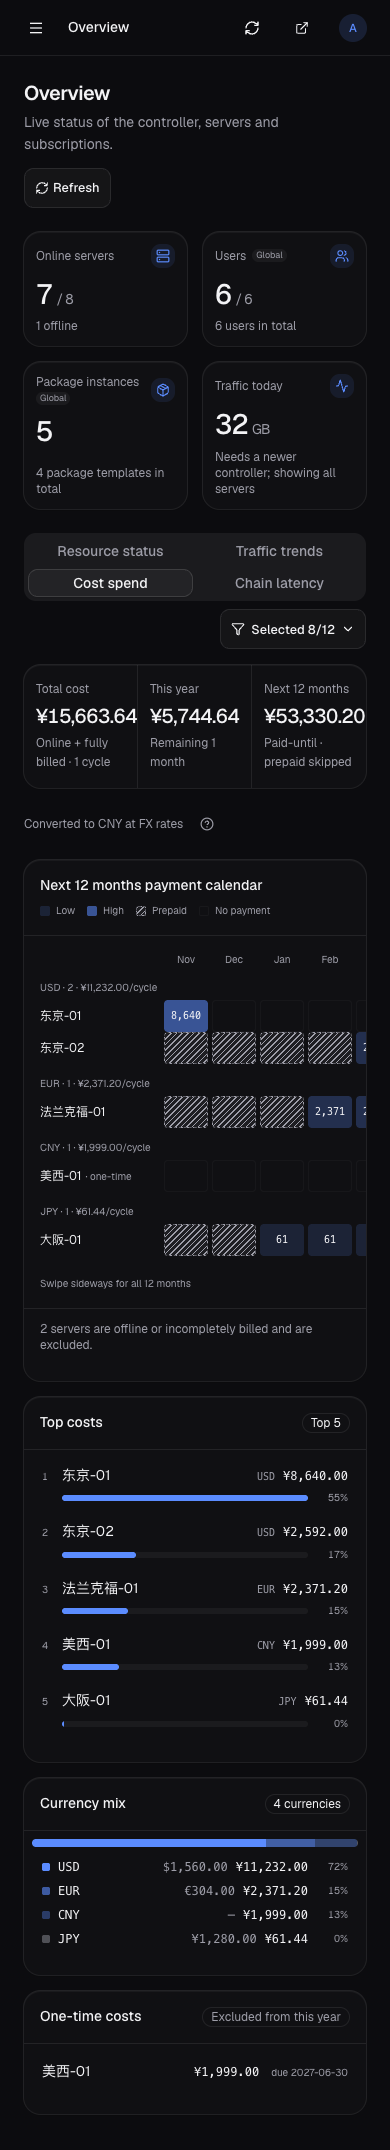 Overview
A
Overview
Live status of the controller, servers and
subscriptions.
Refresh
Online servers
7 / 8
1 offline
Users Global
6 / 6
6 users in total
Package instances
Global
5
4 package templates in
total
Traffic today
32 GB
Needs a newer
controller; showing all
servers
Resource status
Traffic trends
Cost spend
Chain latency
Selected 8/12
Total cost
¥15,663.64
Online + fully
billed · 1 cycle
This year
¥5,744.64
Remaining 1
month
Next 12 months
¥53,330.20
Paid-until ·
prepaid skipped
Converted to CNY at FX rates
Next 12 months payment calendar
Low High Prepaid No payment
Nov Dec Jan Feb
USD · 2 · ¥11,232.00/cycle
东京-01 8,640
东京-02 2
EUR · 1 · ¥2,371.20/cycle
法兰克福-01 2,371 2
CNY · 1 · ¥1,999.00/cycle
美西-01 · one-time
JPY · 1 · ¥61.44/cycle
大阪-01 61 61
Swipe sideways for all 12 months
2 servers are offline or incompletely billed and are
excluded.
Top costs Top 5
1 东京-01 USD ¥8,640.00
55%
2 东京-02 USD ¥2,592.00
17%
3 法兰克福-01 EUR ¥2,371.20
15%
4 美西-01 CNY ¥1,999.00
13%
5 大阪-01 JPY ¥61.44
0%
Currency mix 4 currencies
USD $1,560.00 ¥11,232.00 72%
EUR €304.00 ¥2,371.20 15%
CNY — ¥1,999.00 13%
JPY ¥1,280.00 ¥61.44 0%
One-time costs Excluded from this year
美西-01 ¥1,999.00 due 2027-06-30